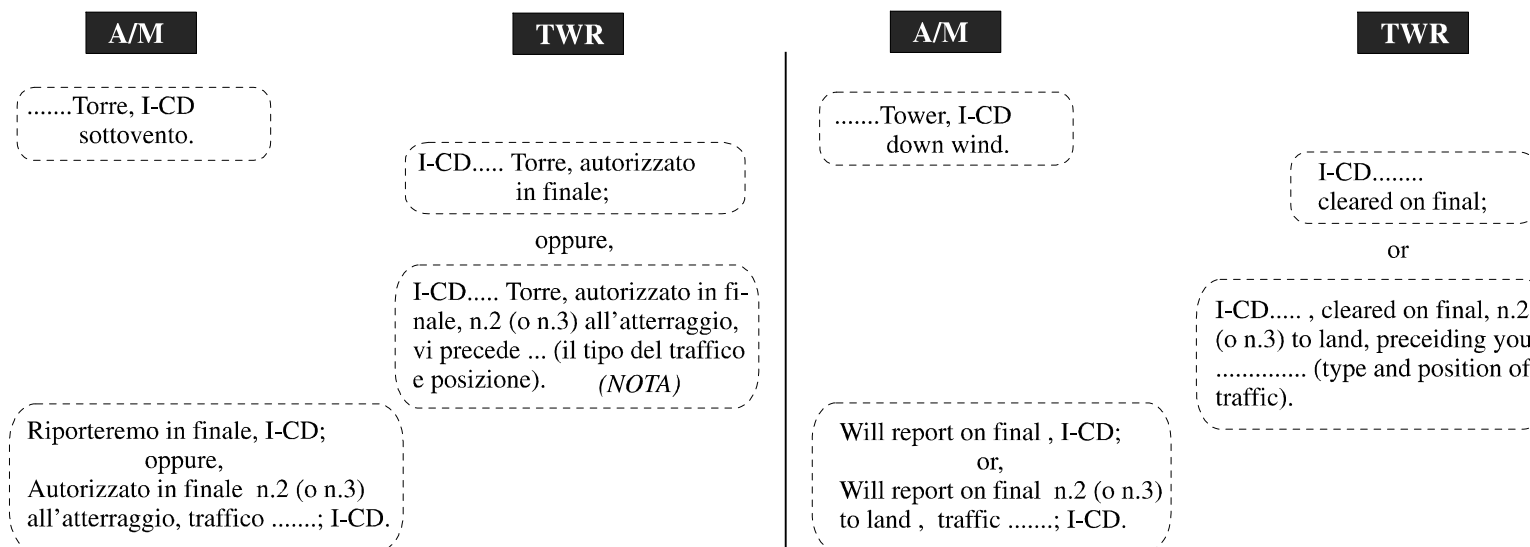 A/M
TWR
.......Torre, I-CD
sottovento.
I-CD..... Torre, autorizzato
in finale;
oppure,
I-CD..... Torre, autorizzato in fi-
nale, n.2 (o n.3) all'atterraggio,
vi precede ... (il tipo del traffico
e posizione). (NOTA)
Riporteremo in finale, I-CD;
oppure,
Autorizzato in finale n.2 (o n.3)
all'atterraggio, traffico .......; I-CD.
A/M
TWR
.......Tower, I-CD
down wind.
I-CD........
cleared on final;
or
I-CD..... , cleared on final, n.2
(o n.3) to land, preceiding you
.............. (type and position of
traffic).
Will report on final , I-CD;
or,
Will report on final n.2 (o n.3)
to land , traffic .......; I-CD.